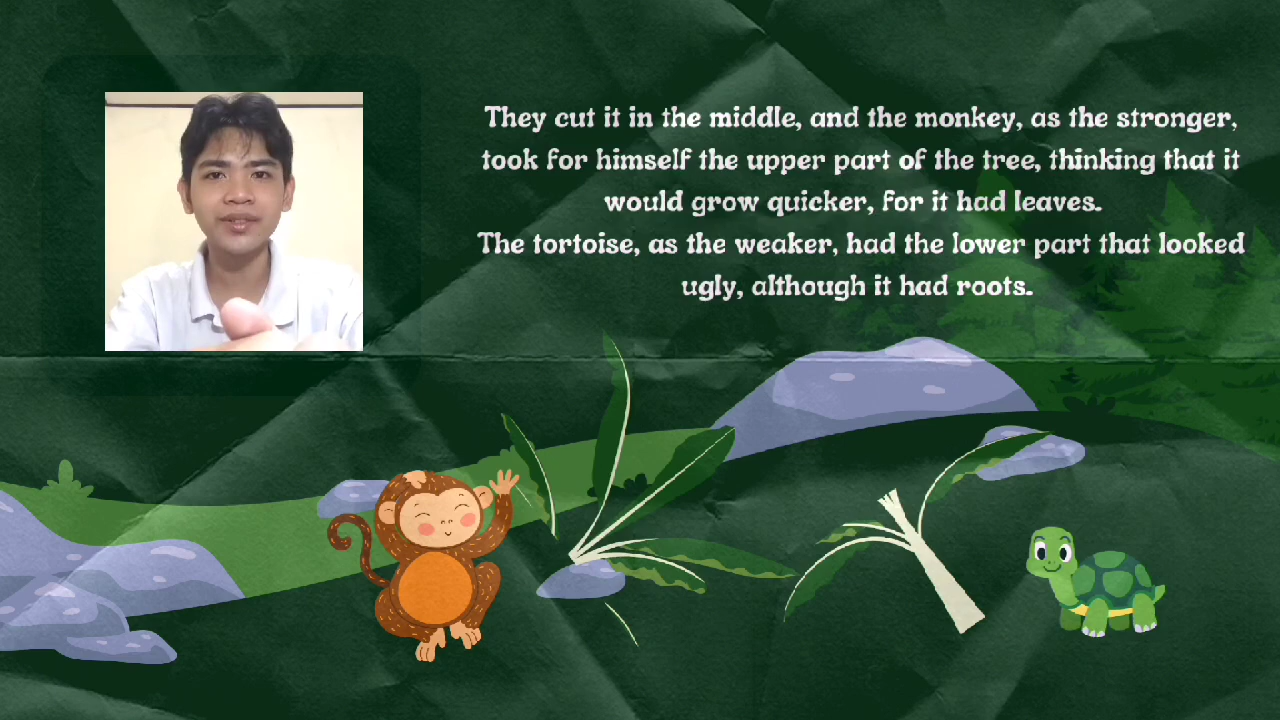 They cut it in the middle, and the monkey, as the stronger,
took for himself the upper part of the tree, thinking that it
would grow quicker, for it had leaves.
The tortoise, as the weaker, had the lower part that looked
ugly, although it had roots.